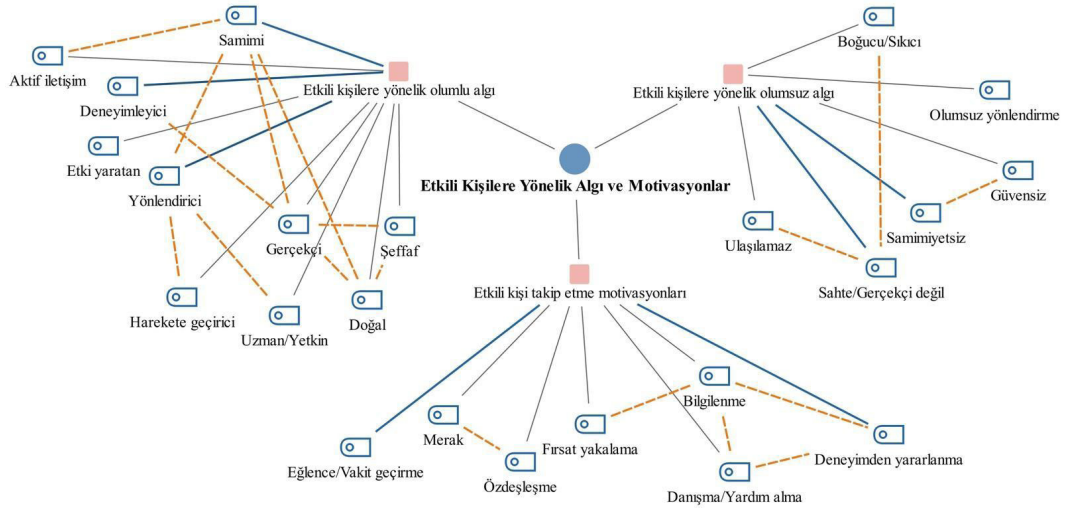 Samimi
Boğucu/Sıkıcı
Aktif iletişim
Etkili kişilere yönelik olumlu algı
Etkili kişilere yönelik olumsuz algı
Deneyimleyici
Olumsuz yönlendirme
Etki yaratan
Etkili Kişilere Yönelik Algı ve Motivasyonlar
Yönlendirici
Güvensiz
Gerçekçi
Şeffaf
Ulaşılamaz
Samimiyetsiz
Etkili kişi takip etme motivasyonları
Sahte/Gerçekçi değil
Harekete geçirici
Doğal
Uzman/Yetkin
Bilgilenme
Merak
Fırsat yakalama
Deneyimden yararlanma
Eğlence/Vakit geçirme
Özdeşleşme
Danışma/Yardım alma